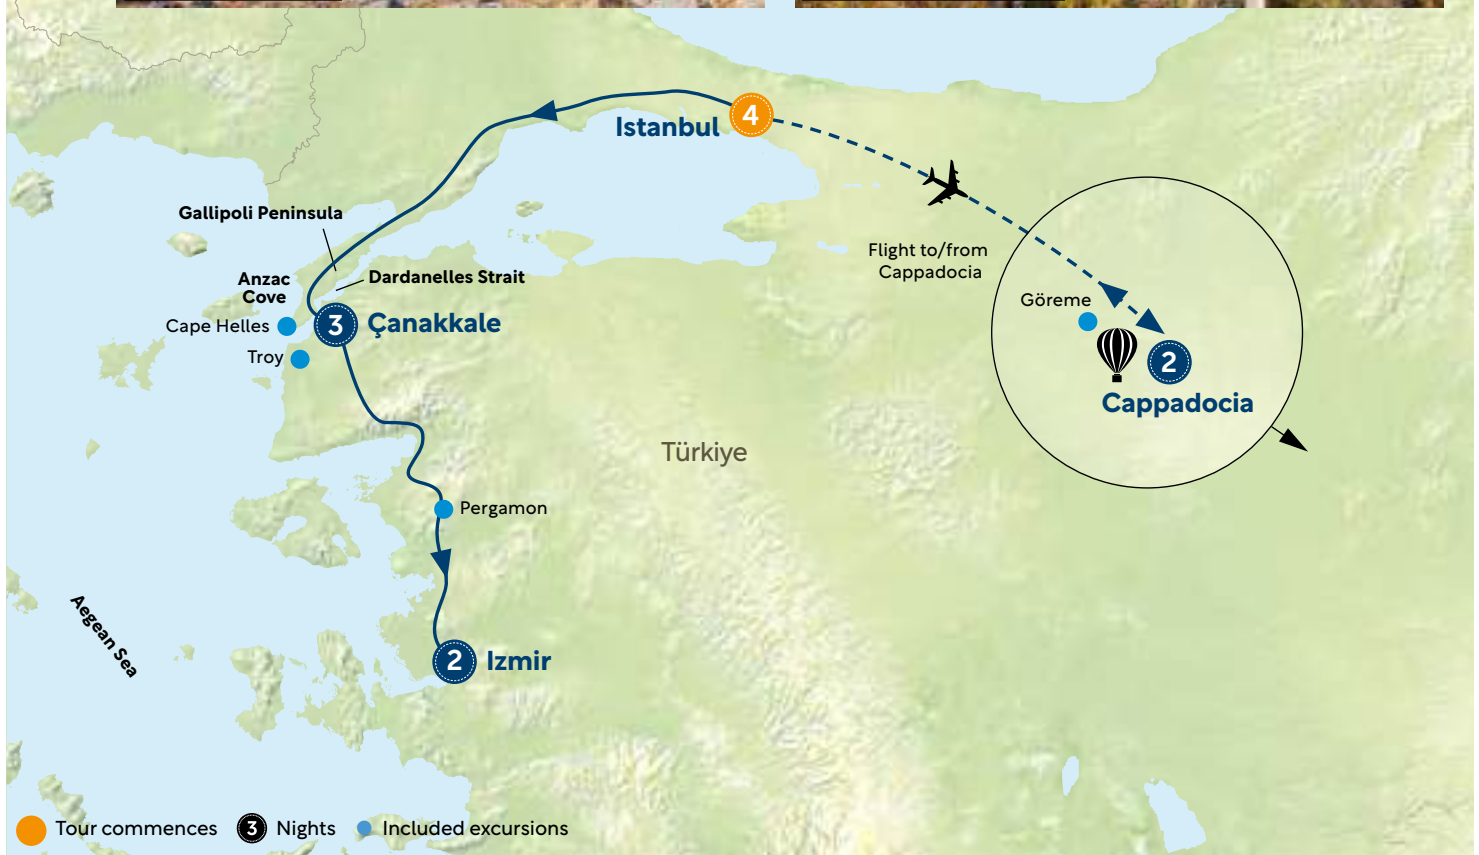 4
Istanbul
Gallipoli Peninsula
Flight to/from
Cappadocia
Anzac
Cove
Dardanelles Strait
Göreme
Cape Helles
3
Çanakkale
Troy
2
Cappadocia
Türkiye
Pergamon
Aegean Sea
2
Izmir
Tour commences
3 Nights
Included excursions